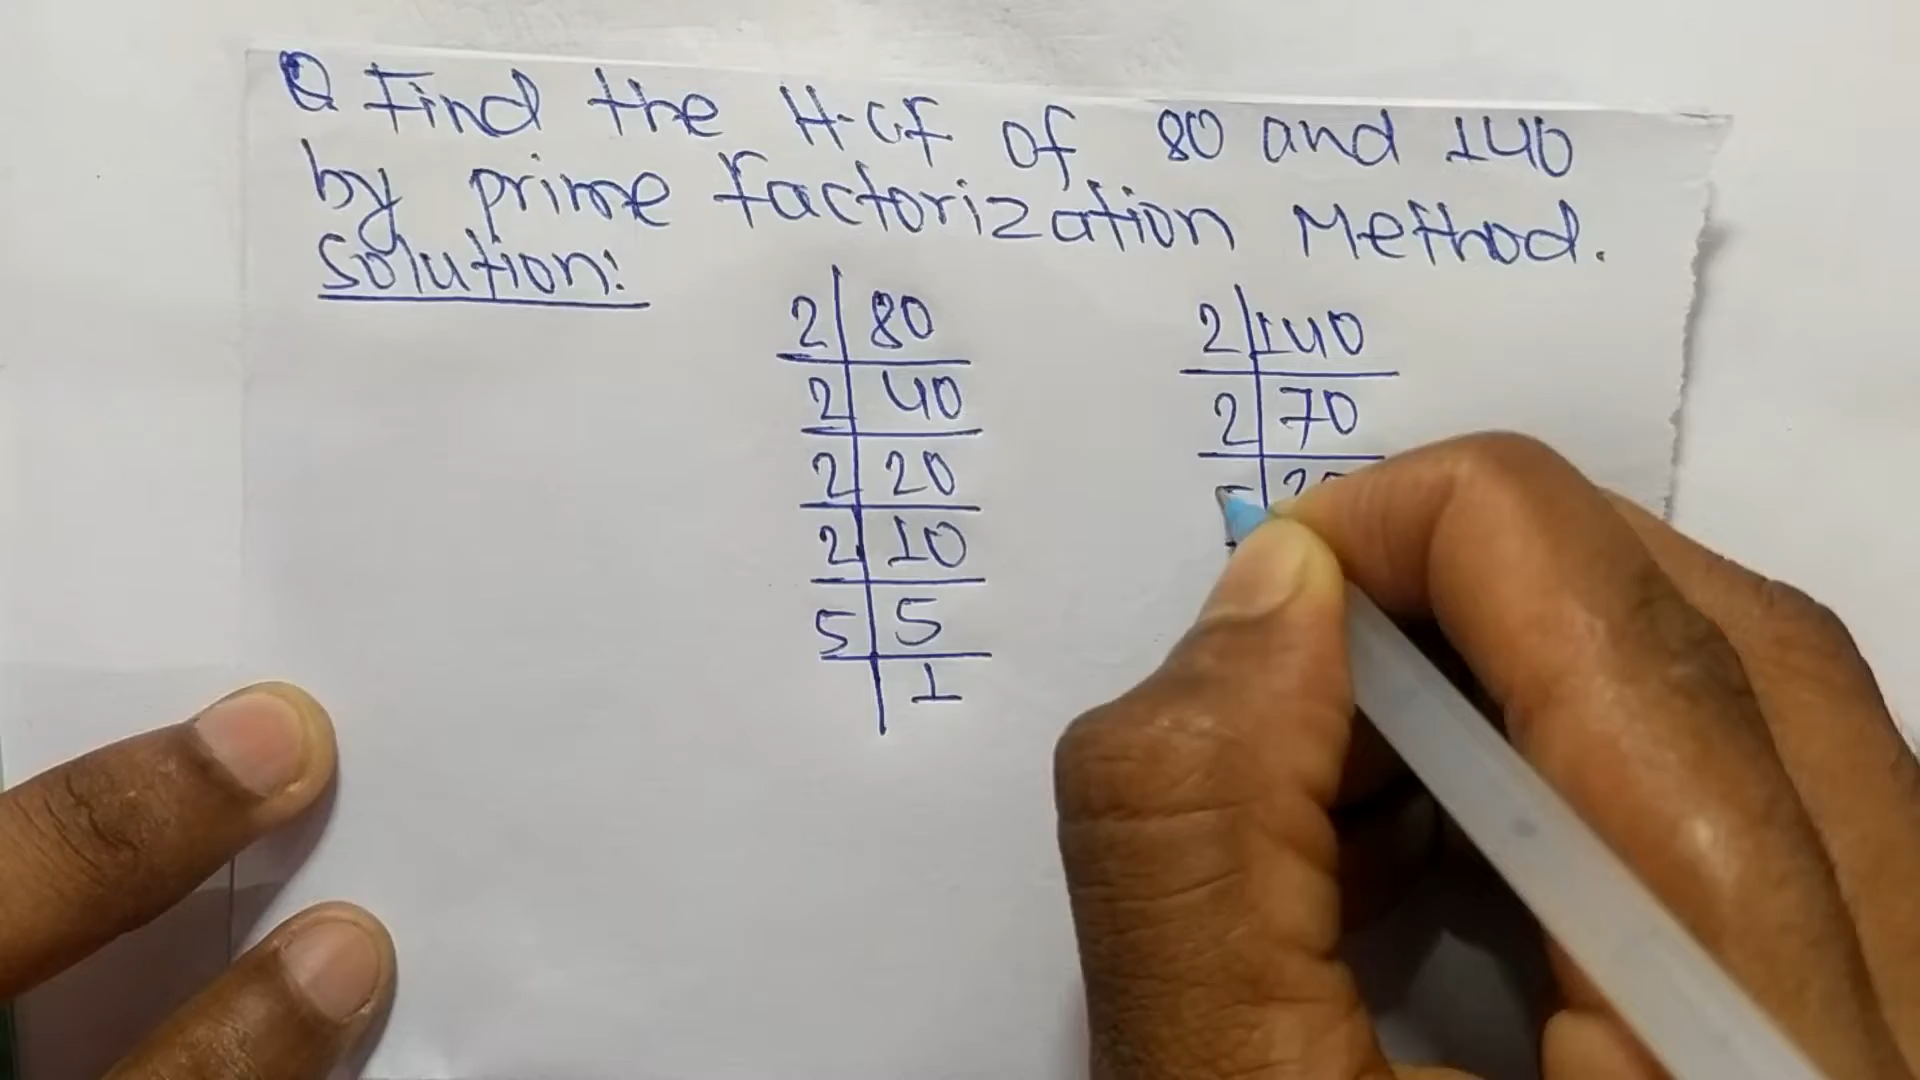 Q Find the H.C.F of 80 and 140
by prime factorization Method.
Solution:
2 80
2 40
2 20
2 10
5 5
1
2 140
2 70